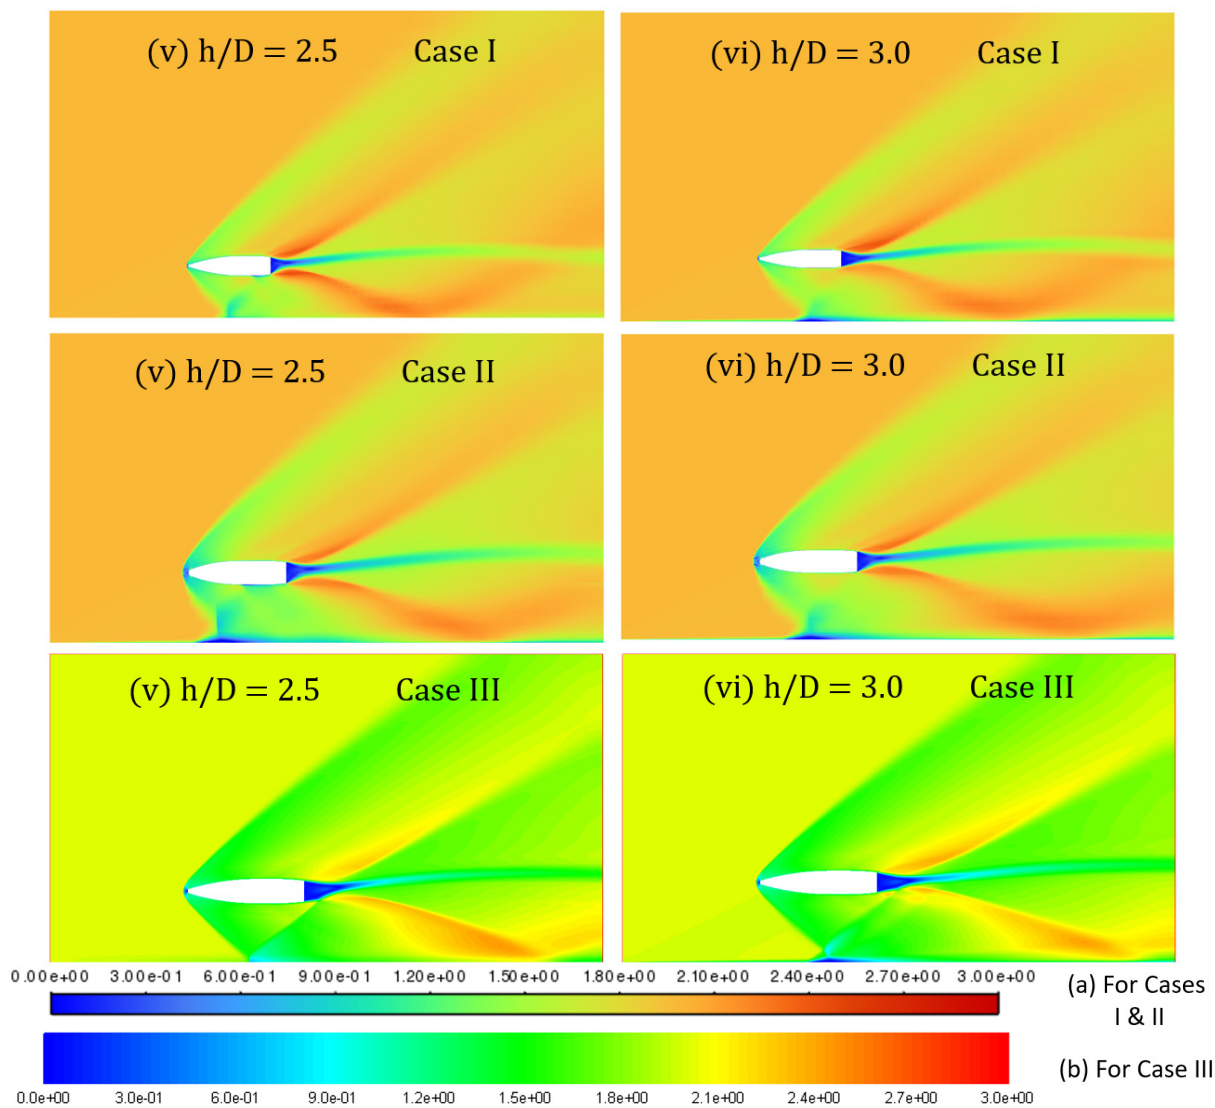 (v) h/D = 2.5 Case I
(vi) h/D = 3.0 Case I
(v) h/D = 2.5 Case II
(vi) h/D = 3.0 Case II
(v) h/D = 2.5 Case III
(vi) h/D = 3.0 Case III
0.00e+00 3.00e-01 6.00e-01 9.00e-01 1.20e+00 1.50e+00 1.80e+00 2.10e+00 2.40e+00 2.70e+00 3.00e+00
(a) For Cases
I & II
0.0e+00 3.0e-01 6.0e-01 9.0e-01 1.2e+00 1.5e+00 1.8e+00 2.1e+00 2.4e+00 2.7e+00 3.0e+00
(b) For Case III